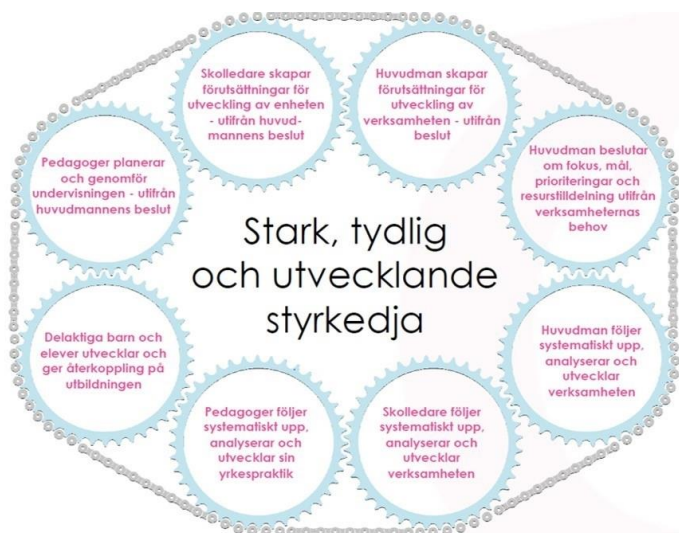 Skolledare skapar
förutsättningar för
utveckling av enheten
- utifrån huvud-
mannens beslut
Huvudman skapar
förutsättningar för
utveckling av
verksamheten - utifrån
beslut
Pedagoger planerar
och genomför
undervisningen - utifrån
huvudmannens beslut
Huvudman beslutar
om fokus, mål,
prioriteringar och
resurstilldelning utifrån
verksamheternas
behov
Stark, tydlig
och utvecklande
styrkedja
Delaktiga barn och
elever utvecklar och
ger återkoppling på
utbildningen
Huvudman följer
systematiskt upp,
analyserar och
utvecklar
verksamheten
Pedagoger följer
systematiskt upp,
analyserar och
utvecklar sin
yrkespraktik
Skolledare följer
systematiskt upp,
analyserar och
utvecklar
verksamheten